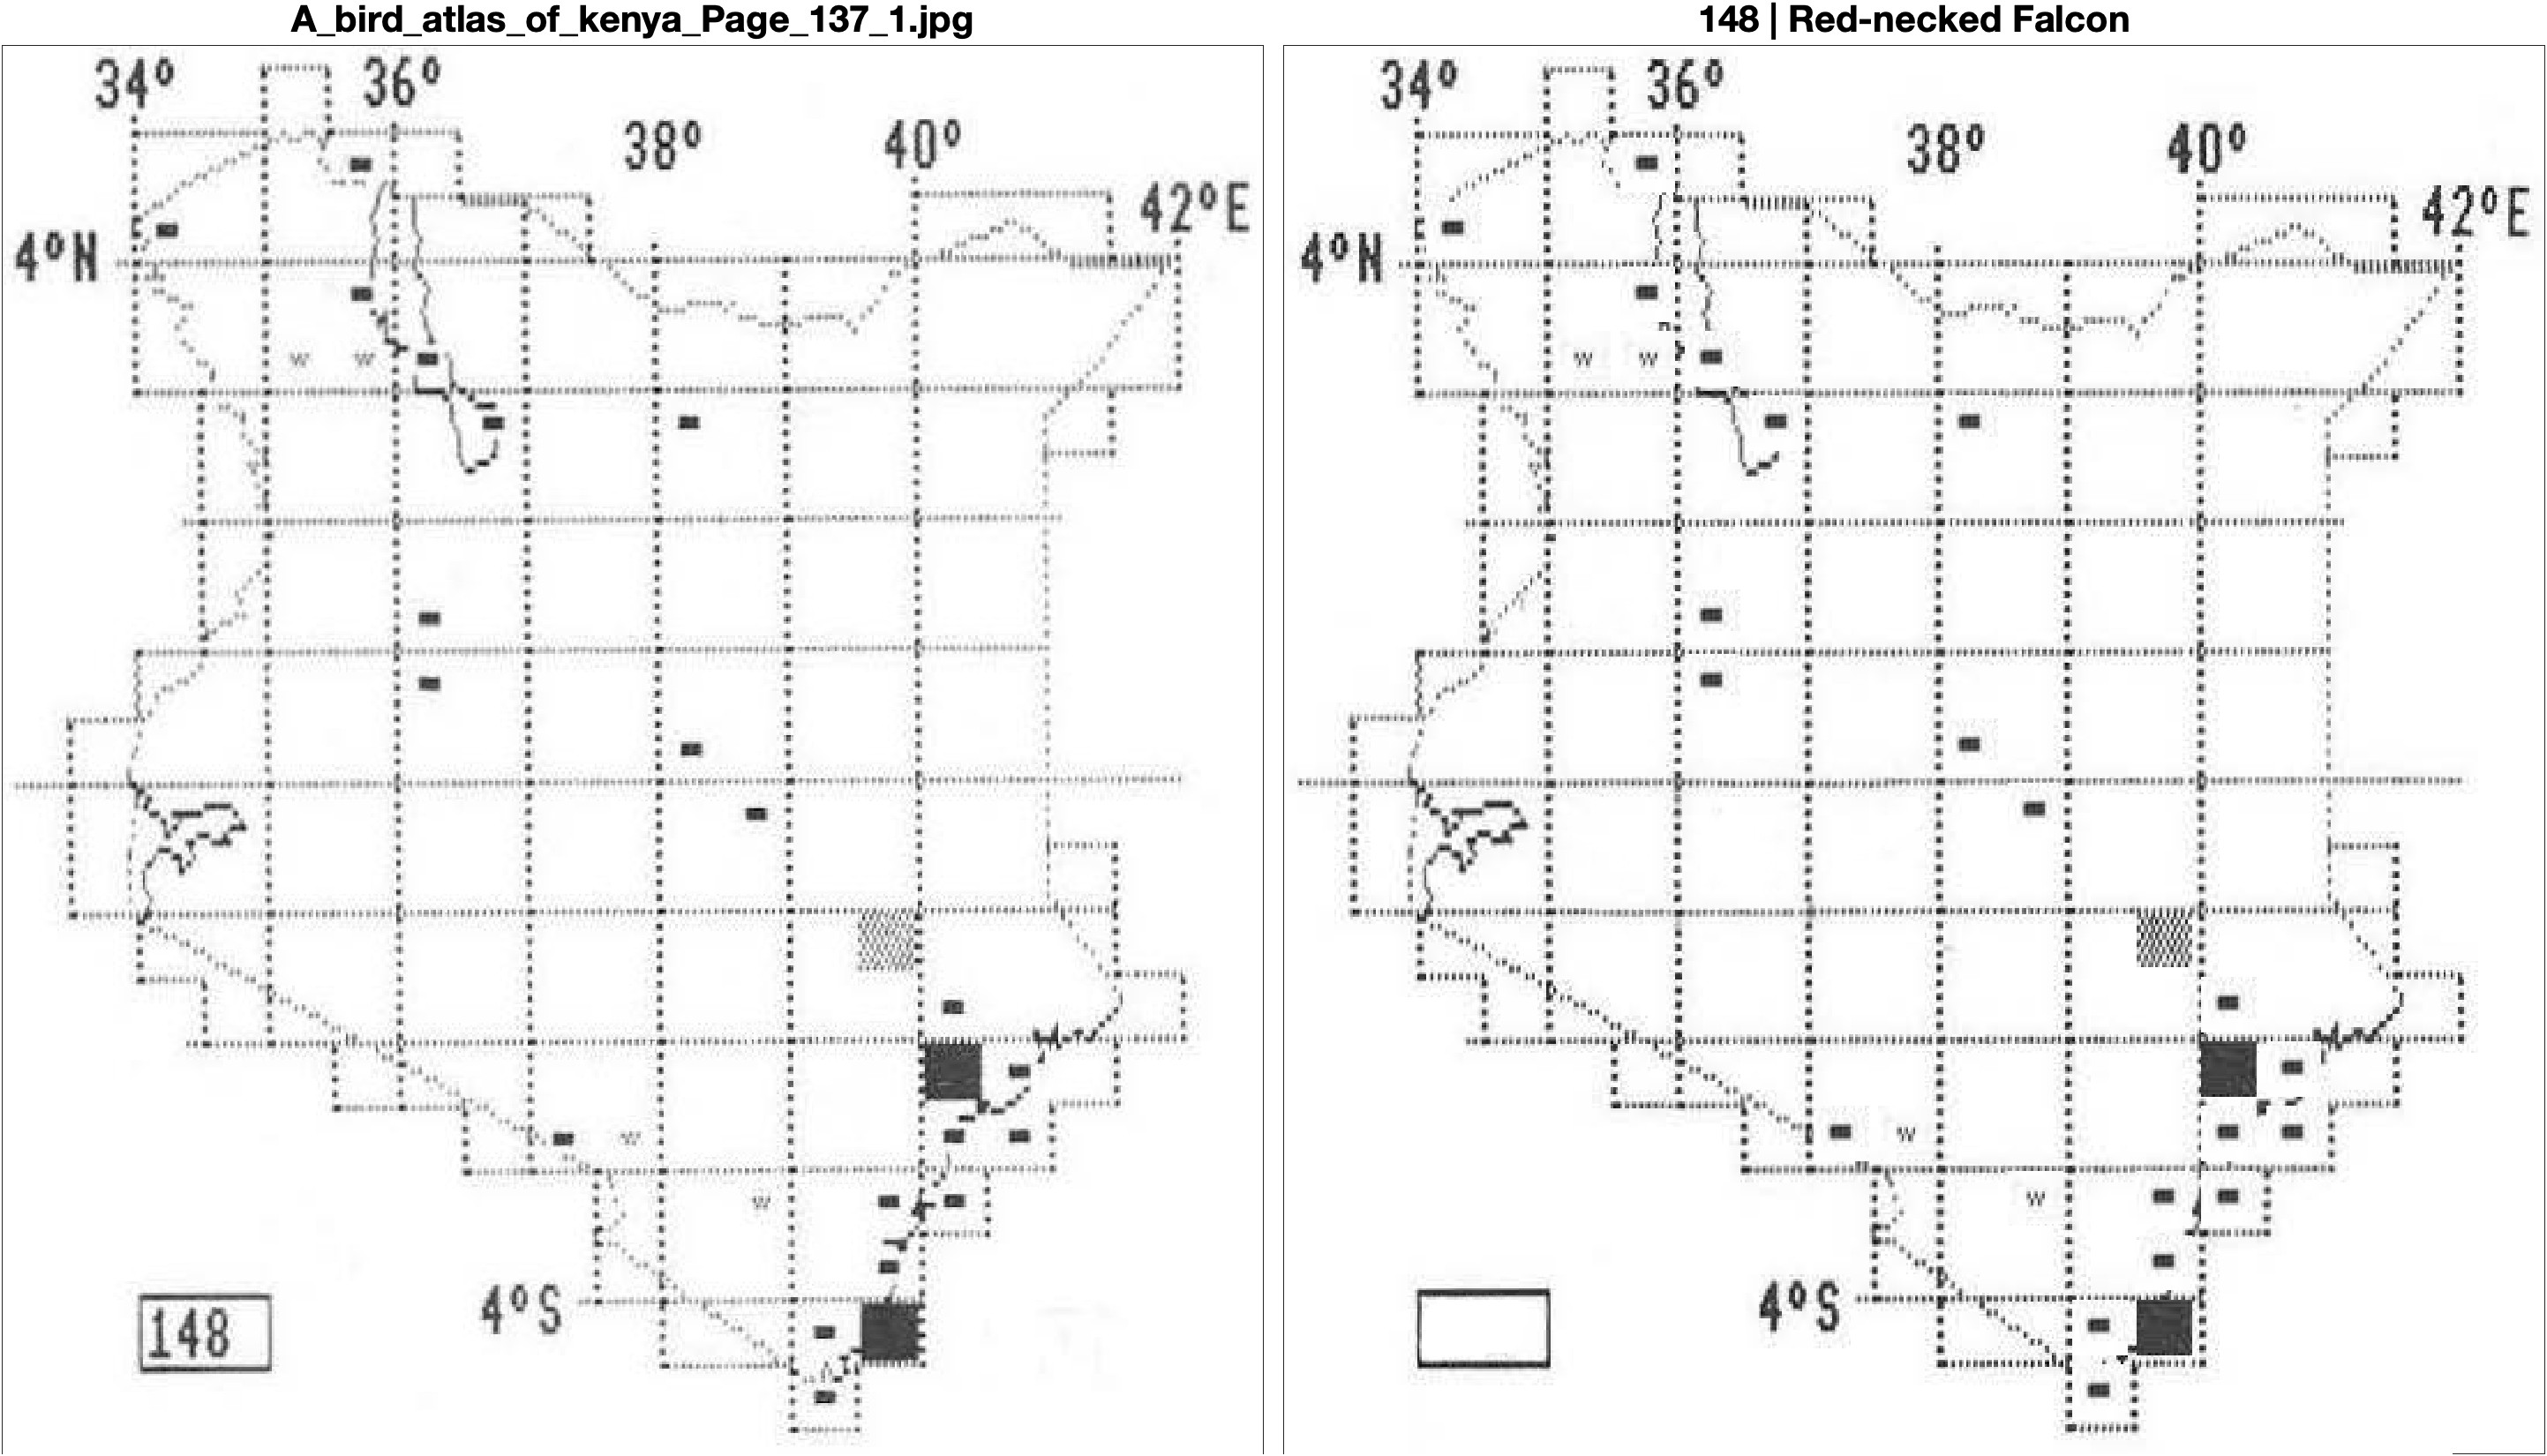 A_bird_atlas_of_kenya_Page_137_1.jpg
34° 36°
38° 40°
42°E
4°N
w w
w
w
4°S
148
148 | Red-necked Falcon
34° 36°
38° 40°
42°E
4°N
n
w w
w
w
4°S